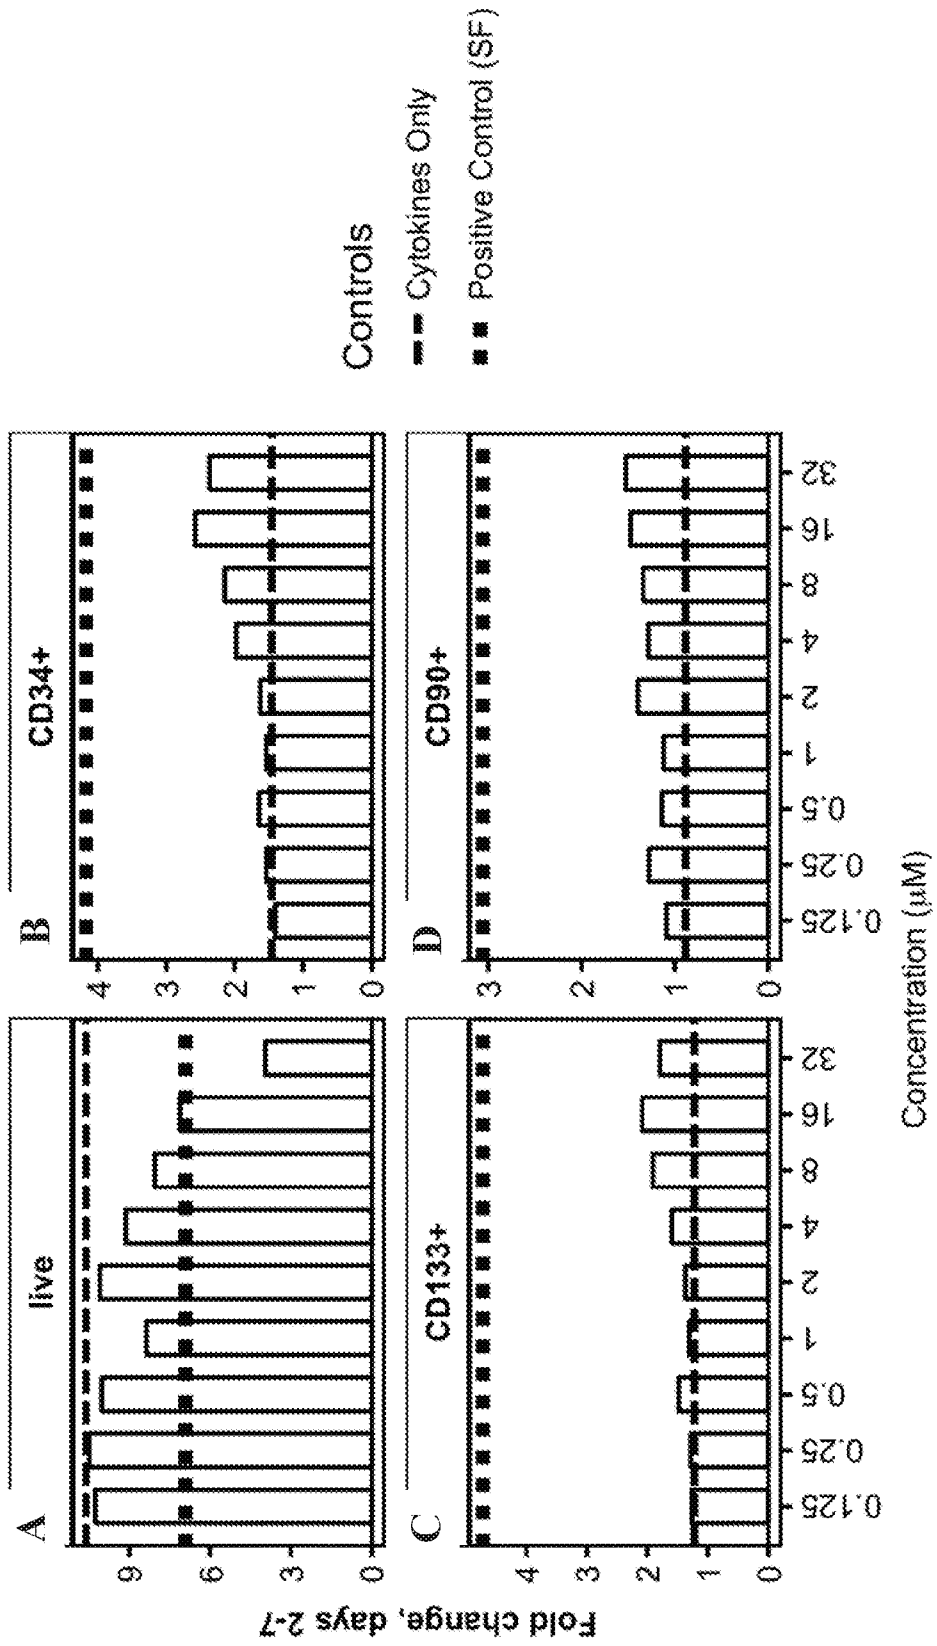 A
live
B
CD34+
9
6
3
0
4
3
2
1
0
C
CD133+
D
CD90+
4
3
2
1
0
3
2
1
0
0.125
0.25
0.5
1
2
4
8
16
32
0.125
0.25
0.5
1
2
4
8
16
32
Fold change, days 2-7
Concentration (μM)
Controls
Cytokines Only
Positive Control (SF)